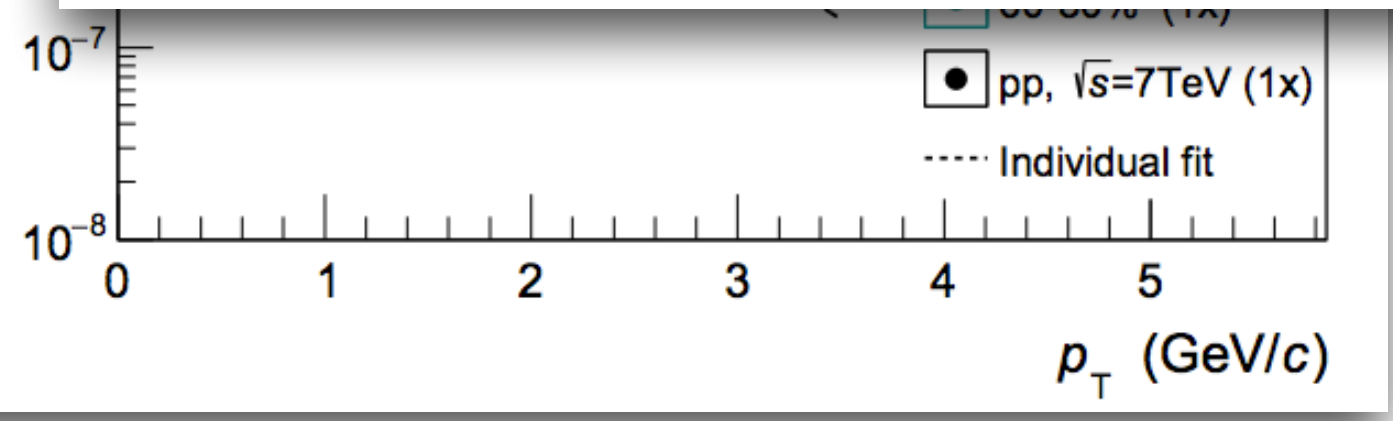 10⁻⁷
pp, √s=7TeV (1x)
Individual fit
10⁻⁸
0 1 2 3 4 5
p_T (GeV/c)